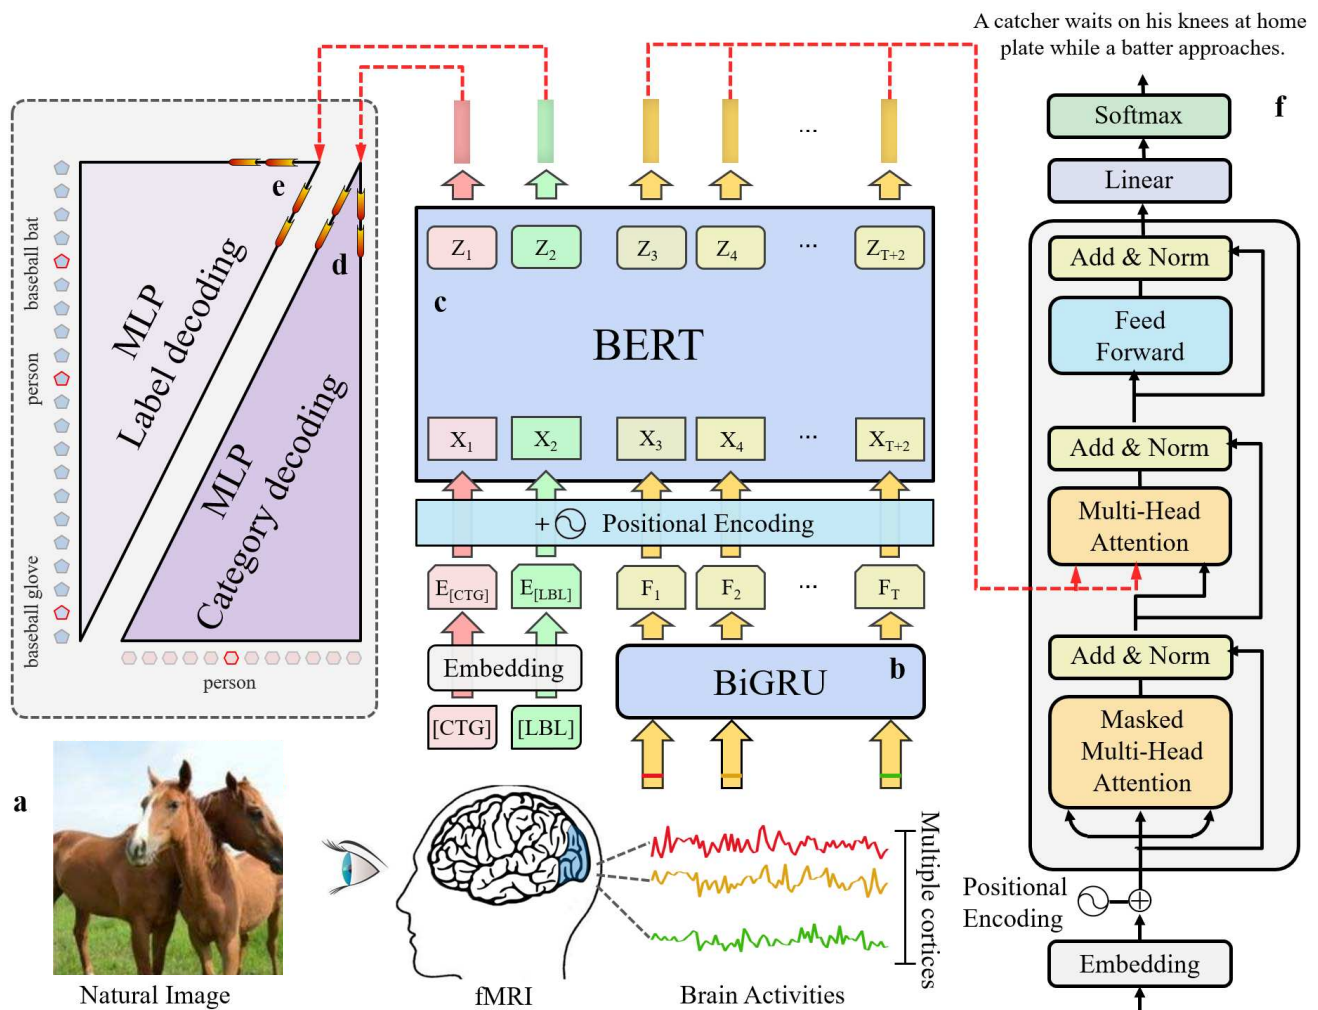 A catcher waits on his knees at home
plate while a batter approaches.
f
Softmax
Linear
Add & Norm
Feed
Forward
Add & Norm
Multi-Head
Attention
Add & Norm
Masked
Multi-Head
Attention
Positional
Encoding
Embedding
baseball bat
person
baseball glove
e
MLP
Label decoding
d
MLP
Category decoding
person
...
Z1 Z2 Z3 Z4 ... ZT+2
c
BERT
X1 X2 X3 X4 ... XT+2
+ Positional Encoding
E[CTG] E[LBL] F1 F2 ... FT
Embedding
b
BiGRU
[CTG] [LBL]
a
Multiple cortices
Natural Image
fMRI
Brain Activities